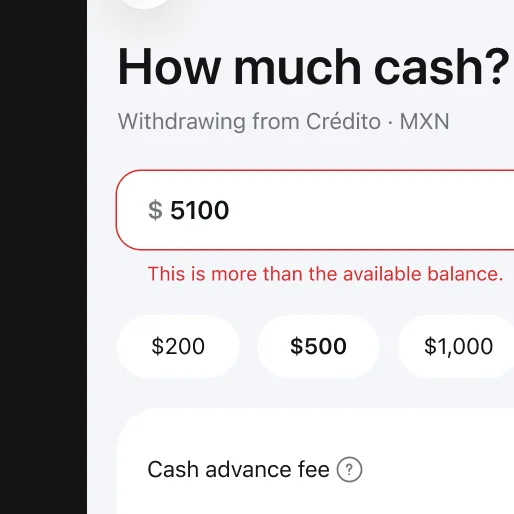 How much cash?
Withdrawing from Crédito · MXN
$ 5100
This is more than the available balance.
$200 $500 $1,000
Cash advance fee ?